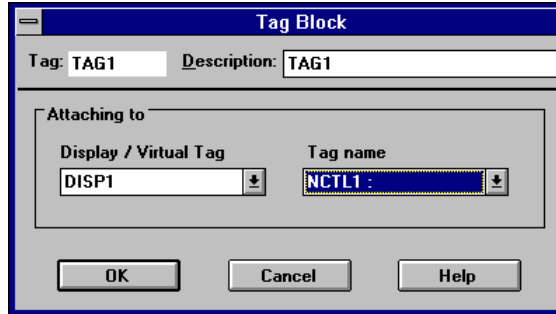 Tag Block
Tag: TAG1 Description: TAG1
Attaching to
Display / Virtual Tag Tag name
DISP1 NCTL1 :
OK Cancel Help